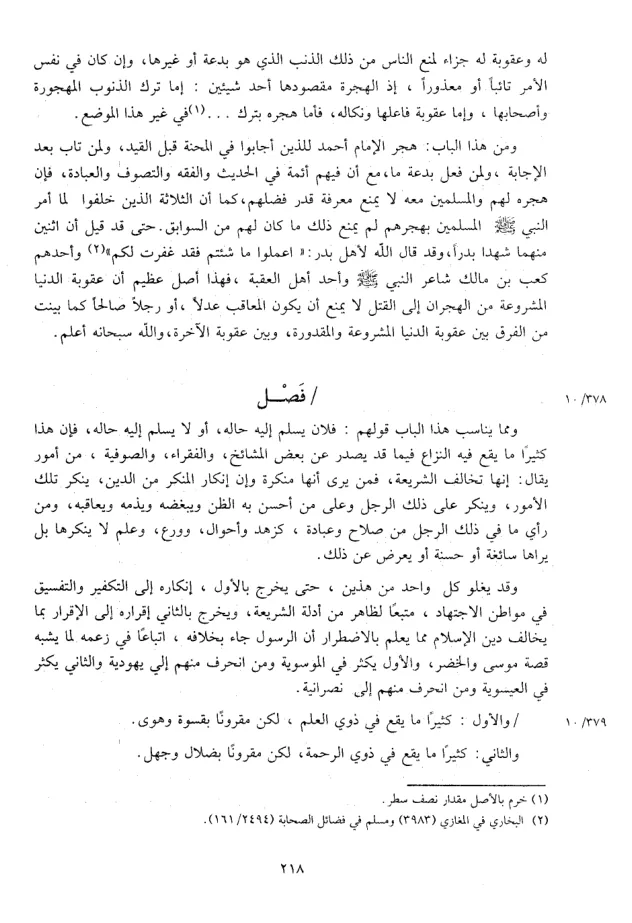 له وعقوبة له جزاء لمنع الناس من ذلك الذنب الذي هو بدعة أو غيرها، وإن كان في نفس
الأمر تائباً أو معذوراً ، إذ الهجرة مقصودها أحد شيئين : إما ترك الذنوب المهجورة
وأصحابها ، وإما عقوبة فاعلها ونكاله، فأما هجره بترك ...(١)في غير هذا الموضع.
ومن هذا الباب: هجر الإمام أحمد للذين أجابوا في المحنة قبل القيد، ولمن تاب بعد
الإجابة ،ولمن فعل بدعة ما،مع أن فيهم أئمة في الحديث والفقه والتصوف والعبادة، فإن
هجره لهم والمسلمين معه لا يمنع معرفة قدر فضلهم،كما أن الثلاثة الذين خلفوا لما أمر
النبي ﷺ المسلمين بهجرهم لم يمنع ذلك ما كان لهم من السوابق.حتى قد قيل أن اثنين
منهما شهدا بدراً،وقد قال الله لأهل بدر:« اعملوا ما شئتم فقد غفرت لكم»(٢) وأحدهم
كعب بن مالك شاعر النبي ﷺ وأحد أهل العقبة ،فهذا أصل عظيم أن عقوبة الدنيا
المشروعة من الهجران إلى القتل لا يمنع أن يكون المعاقب عدلاً ،أو رجلاً صالحاً كما بينت
من الفرق بين عقوبة الدنيا المشروعة والمقدورة، وبين عقوبة الآخرة،والله سبحانه أعلم.
/ فَصْـل
١٠/٣٧٨
ومما يناسب هذا الباب قولهم : فلان يسلم إليه حاله، أو لا يسلم إليه حاله، فإن هذا
كثيرًا ما يقع فيه النزاع فيما قد يصدر عن بعض المشائخ، والفقراء، والصوفية ، من أمور
يقال: إنها تخالف الشريعة، فمن يرى أنها منكرة وإن إنكار المنكر من الدين، ينكر تلك
الأمور، وينكر على ذلك الرجل وعلى من أحسن به الظن ويبغضه ويذمه ويعاقبه، ومن
رأي ما في ذلك الرجل من صلاح وعبادة ، كزهد وأحوال، وورع، وعلم لا ينكرها بل
يراها سائغة أو حسنة أو يعرض عن ذلك.
وقد يغلو كل واحد من هذين ، حتى يخرج بالأول ، إنكاره إلى التكفير والتفسيق
في مواطن الاجتهاد ، متبعًا لظاهر من أدلة الشريعة، ويخرج بالثاني إقراره إلى الإقرار بما
يخالف دين الإسلام مما يعلم بالاضطرار أن الرسول جاء بخلافه ، اتباعًا في زعمه لما يشبه
قصة موسى والخضر، والأول يكثر في الموسوية ومن انحرف منهم إلي يهودية والثاني يكثر
في العيسوية ومن انحرف منهم إلى نصرانية.
/ والأول : كثيرًا ما يقع في ذوي العلم ، لكن مقرونًا بقسوة وهوى.
١٠/٣٧٩
والثاني: كثيرًا ما يقع في ذوي الرحمة، لكن مقرونًا بضلال وجهل.
(١) خرم بالأصل مقدار نصف سطر.
(٢) البخاري في المغازي (٣٩٨٣) ومسلم في فضائل الصحابة (١٦١/٢٤٩٤).
٢١٨